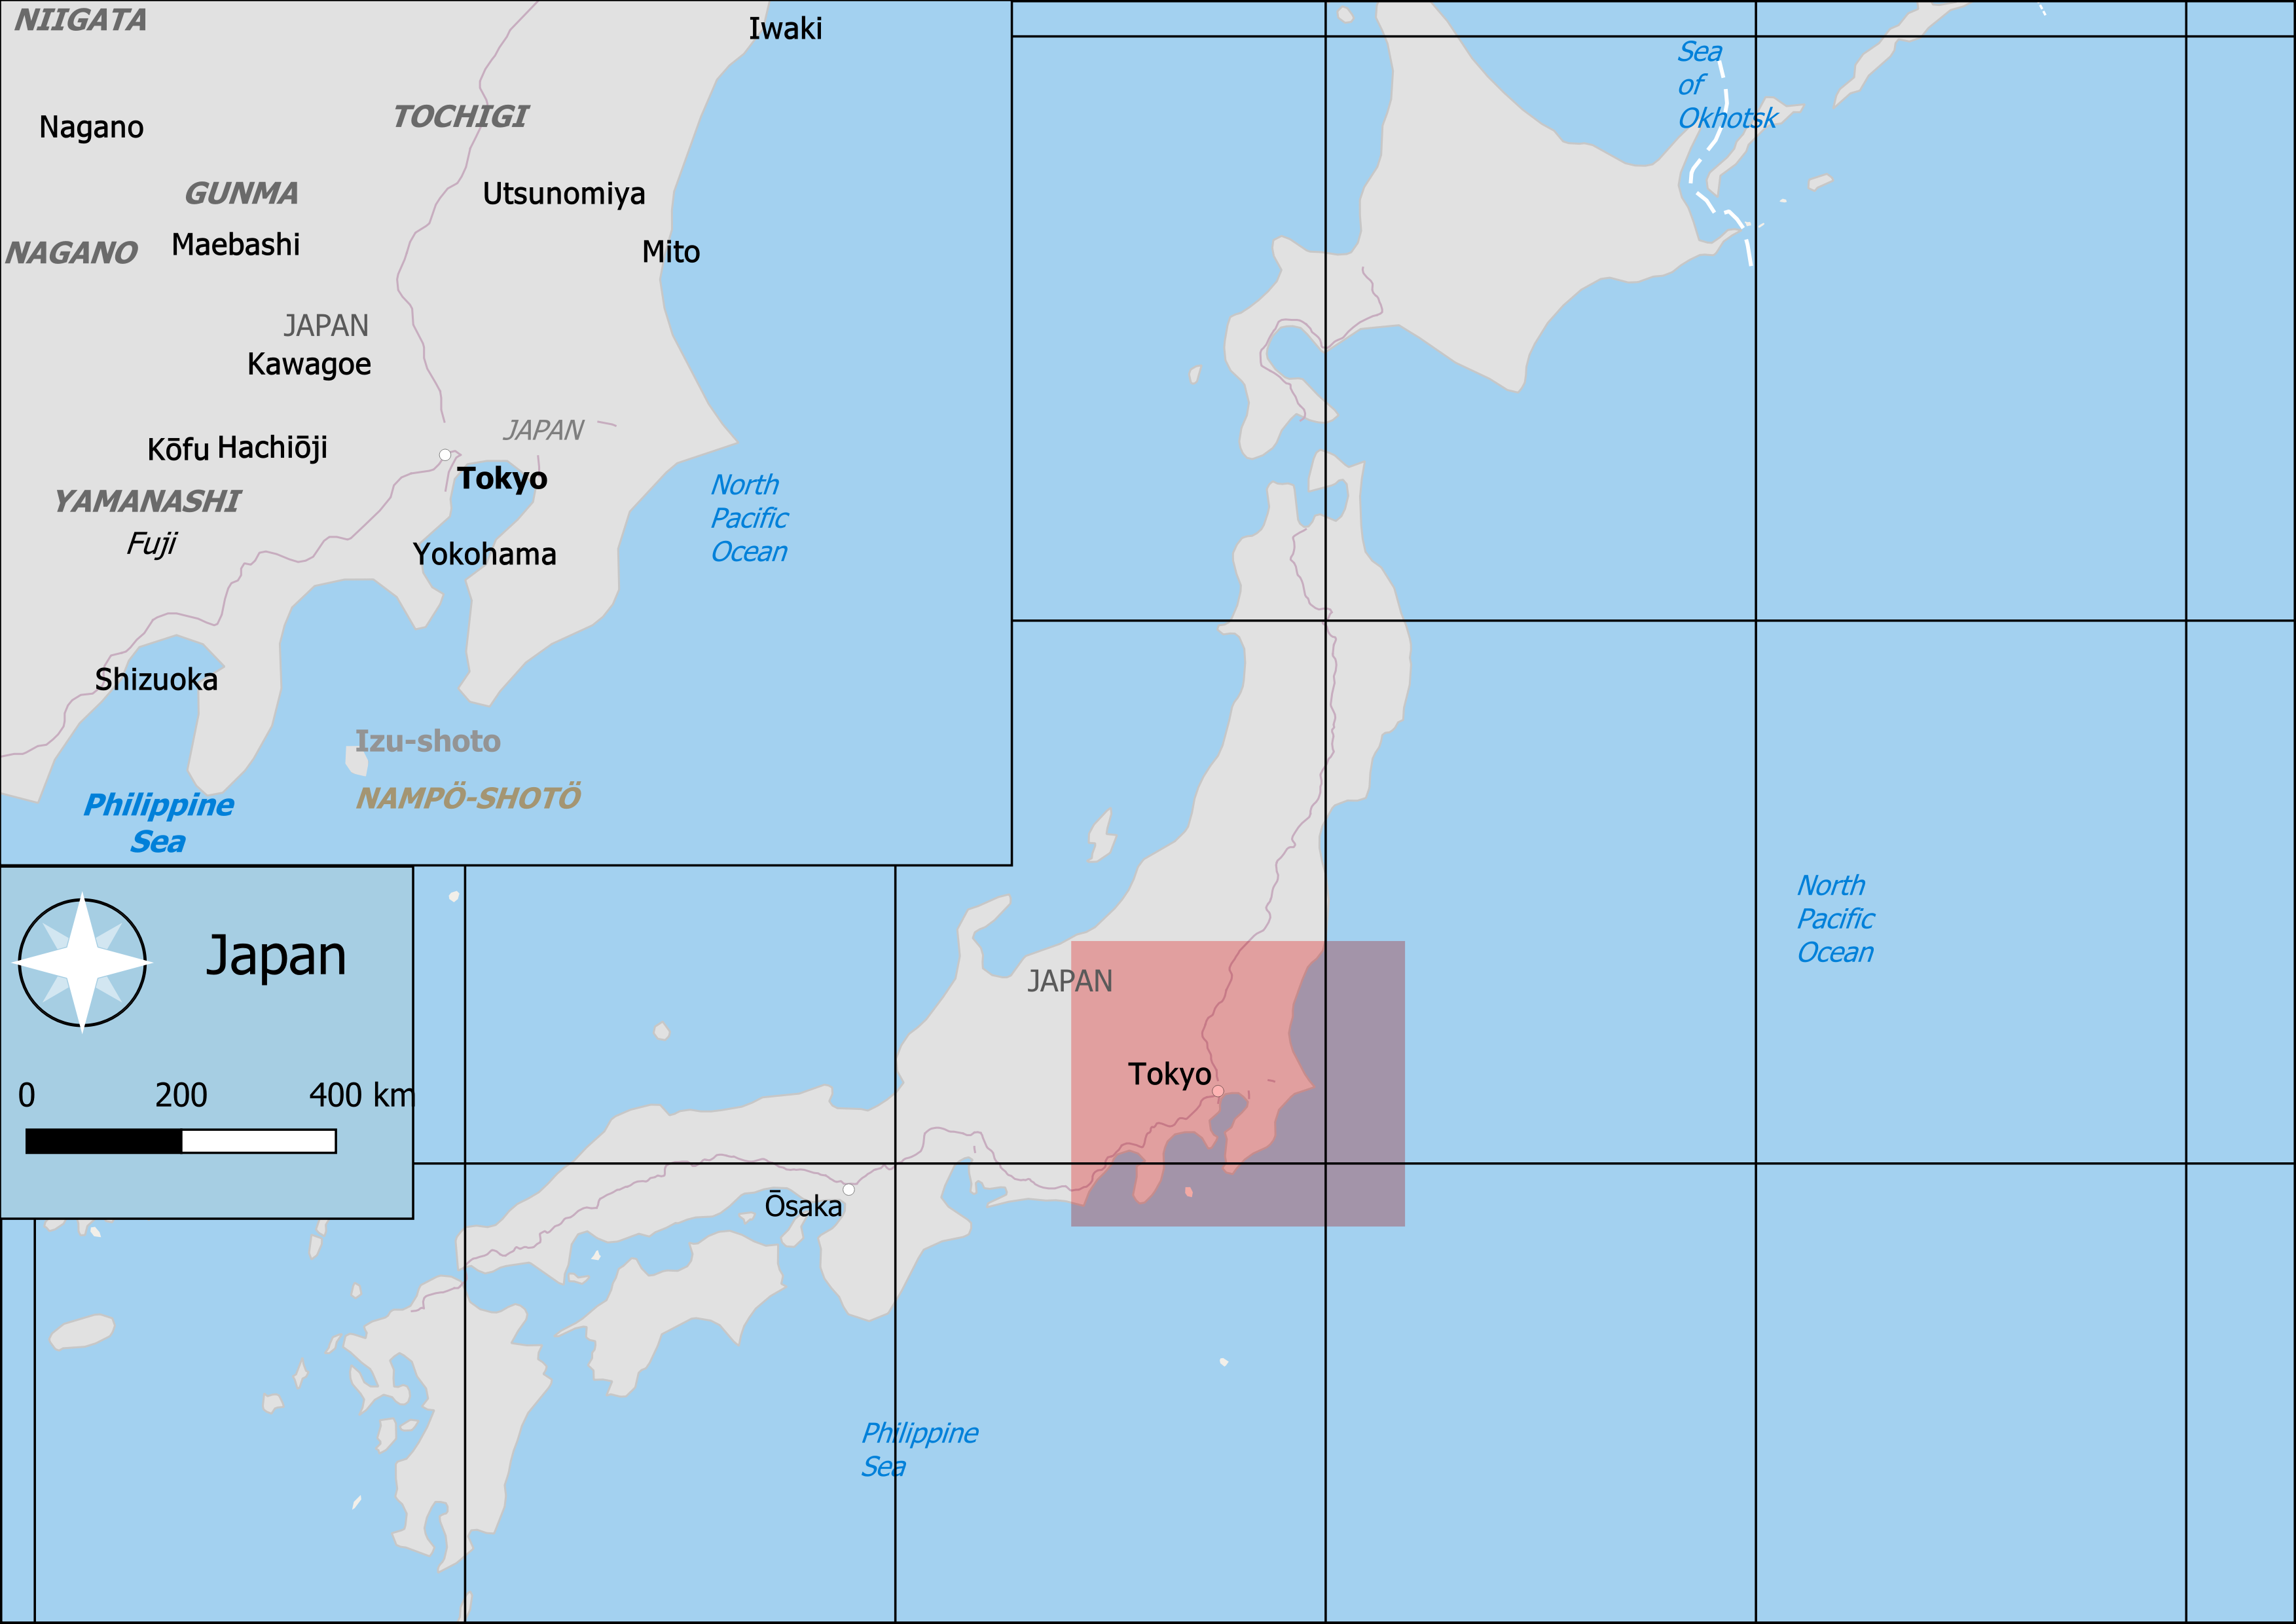 NIIGATA
Iwaki
TOCHIGI
Nagano
GUNMA
Utsunomiya
NAGANO
Maebashi
Mito
JAPAN
Kawagoe
JAPAN
Kōfu
Hachiōji
Tokyo
YAMANASHI
Fuji
Yokohama
North
Pacific
Ocean
Shizuoka
Izu-shoto
NAMPÖ-SHOTÖ
Philippine
Sea
Sea
of
Okhotsk
North
Pacific
Ocean
Japan
0 200 400 km
JAPAN
Tokyo
Ōsaka
Philippine
Sea